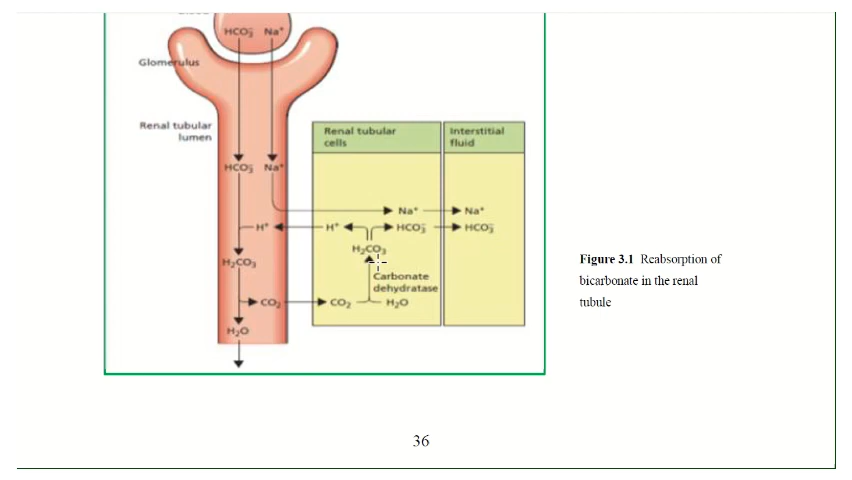 HCO₃⁻ Na⁺
Glomerulus
Renal tubular
lumen
Renal tubular
cells
Interstitial
fluid
HCO₃⁻ Na⁺
Na⁺ Na⁺
H⁺ H⁺ HCO₃⁻ HCO₃⁻
H₂CO₃
H₂CO₃
Carbonate
dehydratase
CO₂ CO₂ H₂O
H₂O
Figure 3.1 Reabsorption of
bicarbonate in the renal
tubule
36